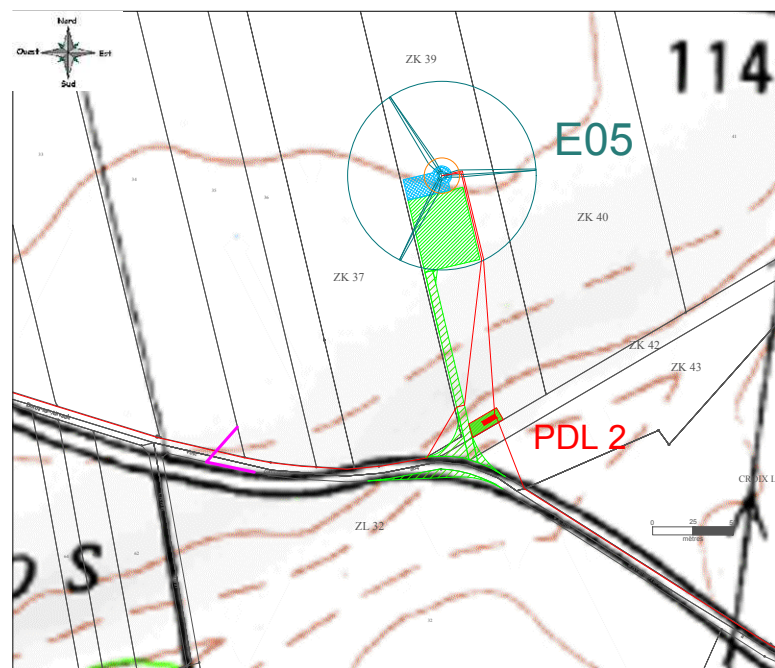 Nord
Ouest
Est
Sud
ZK 39
114
E05
ZK 40
ZK 37
ZK 42
ZK 43
PDL 2
CROIX L
0 25 5
mètres
ZL 32
O S